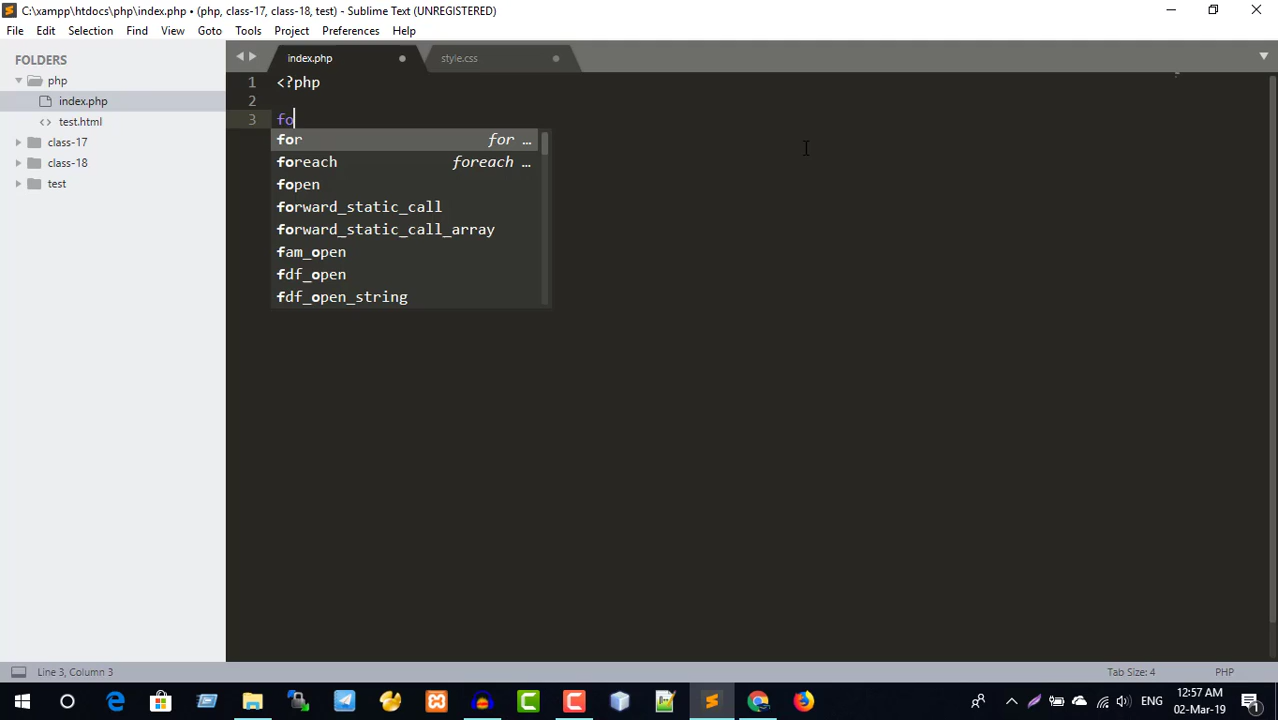 C:\xampp\htdocs\php\index.php • (php, class-17, class-18, test) - Sublime Text (UNREGISTERED)
File Edit Selection Find View Goto Tools Project Preferences Help
FOLDERS
php
index.php
test.html
class-17
class-18
test
index.php
style.css
1 <?php
2
3 fo
for for …
foreach foreach …
fopen
forward_static_call
forward_static_call_array
fam_open
fdf_open
fdf_open_string
Line 3, Column 3
Tab Size: 4
PHP
ENG
12:57 AM
02-Mar-19
1